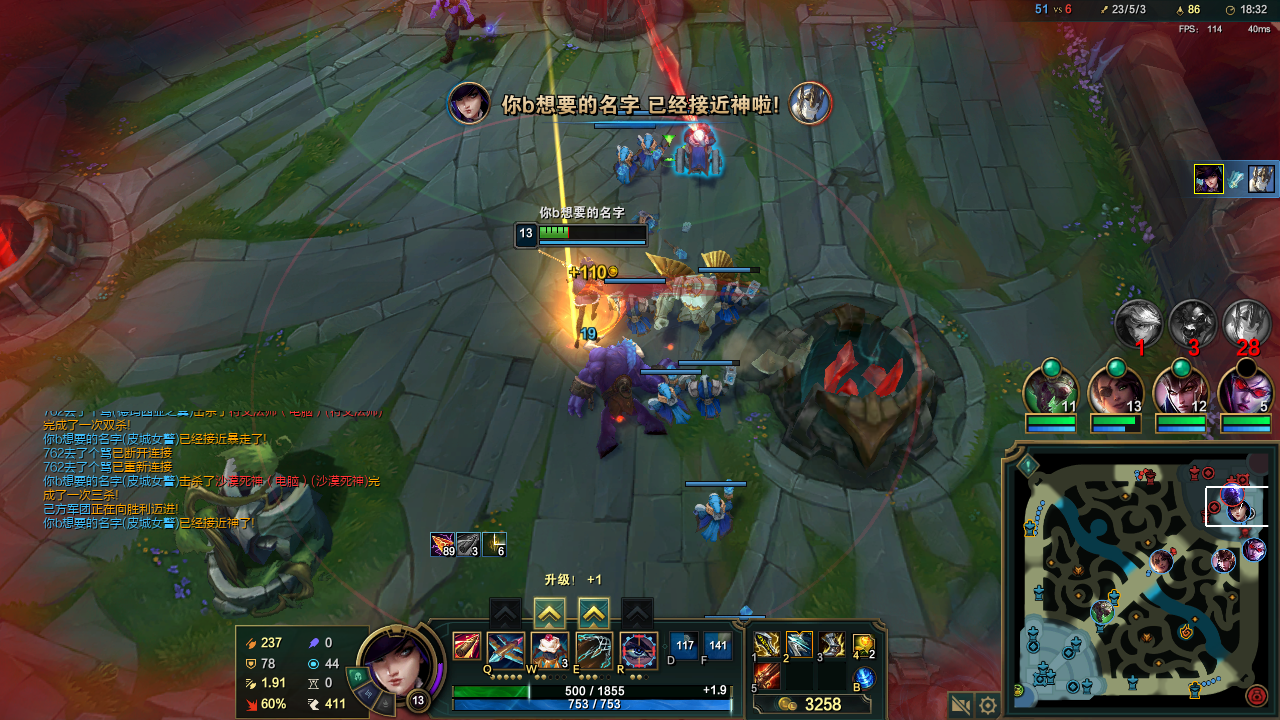 51 vs 6 23/5/3 86 18:32
FPS: 114 40ms
你b想要的名字 已经接近神啦!
你b想要的名字
13
+110
19
1 3 28
11 13 12 5
完成了一次双杀!
你b想要的名字(皮城女警)已经接近暴走了!
762丢了个骂已断开连接
762丢了个骂已重新连接
你b想要的名字(皮城女警)击杀了沙漠死神(电脑)(沙漠死神)完
成了一次三杀!
己方军团正在向胜利迈进!
你b想要的名字(皮城女警)已经接近神了!
89 3 6
升级! +1
237 0
78 44
1.91 0
60% 411
13
3
Q W E R
117 141
D F
500 / 1855 +1.9
753 / 753
1 2 3 4 2
5 B
3258